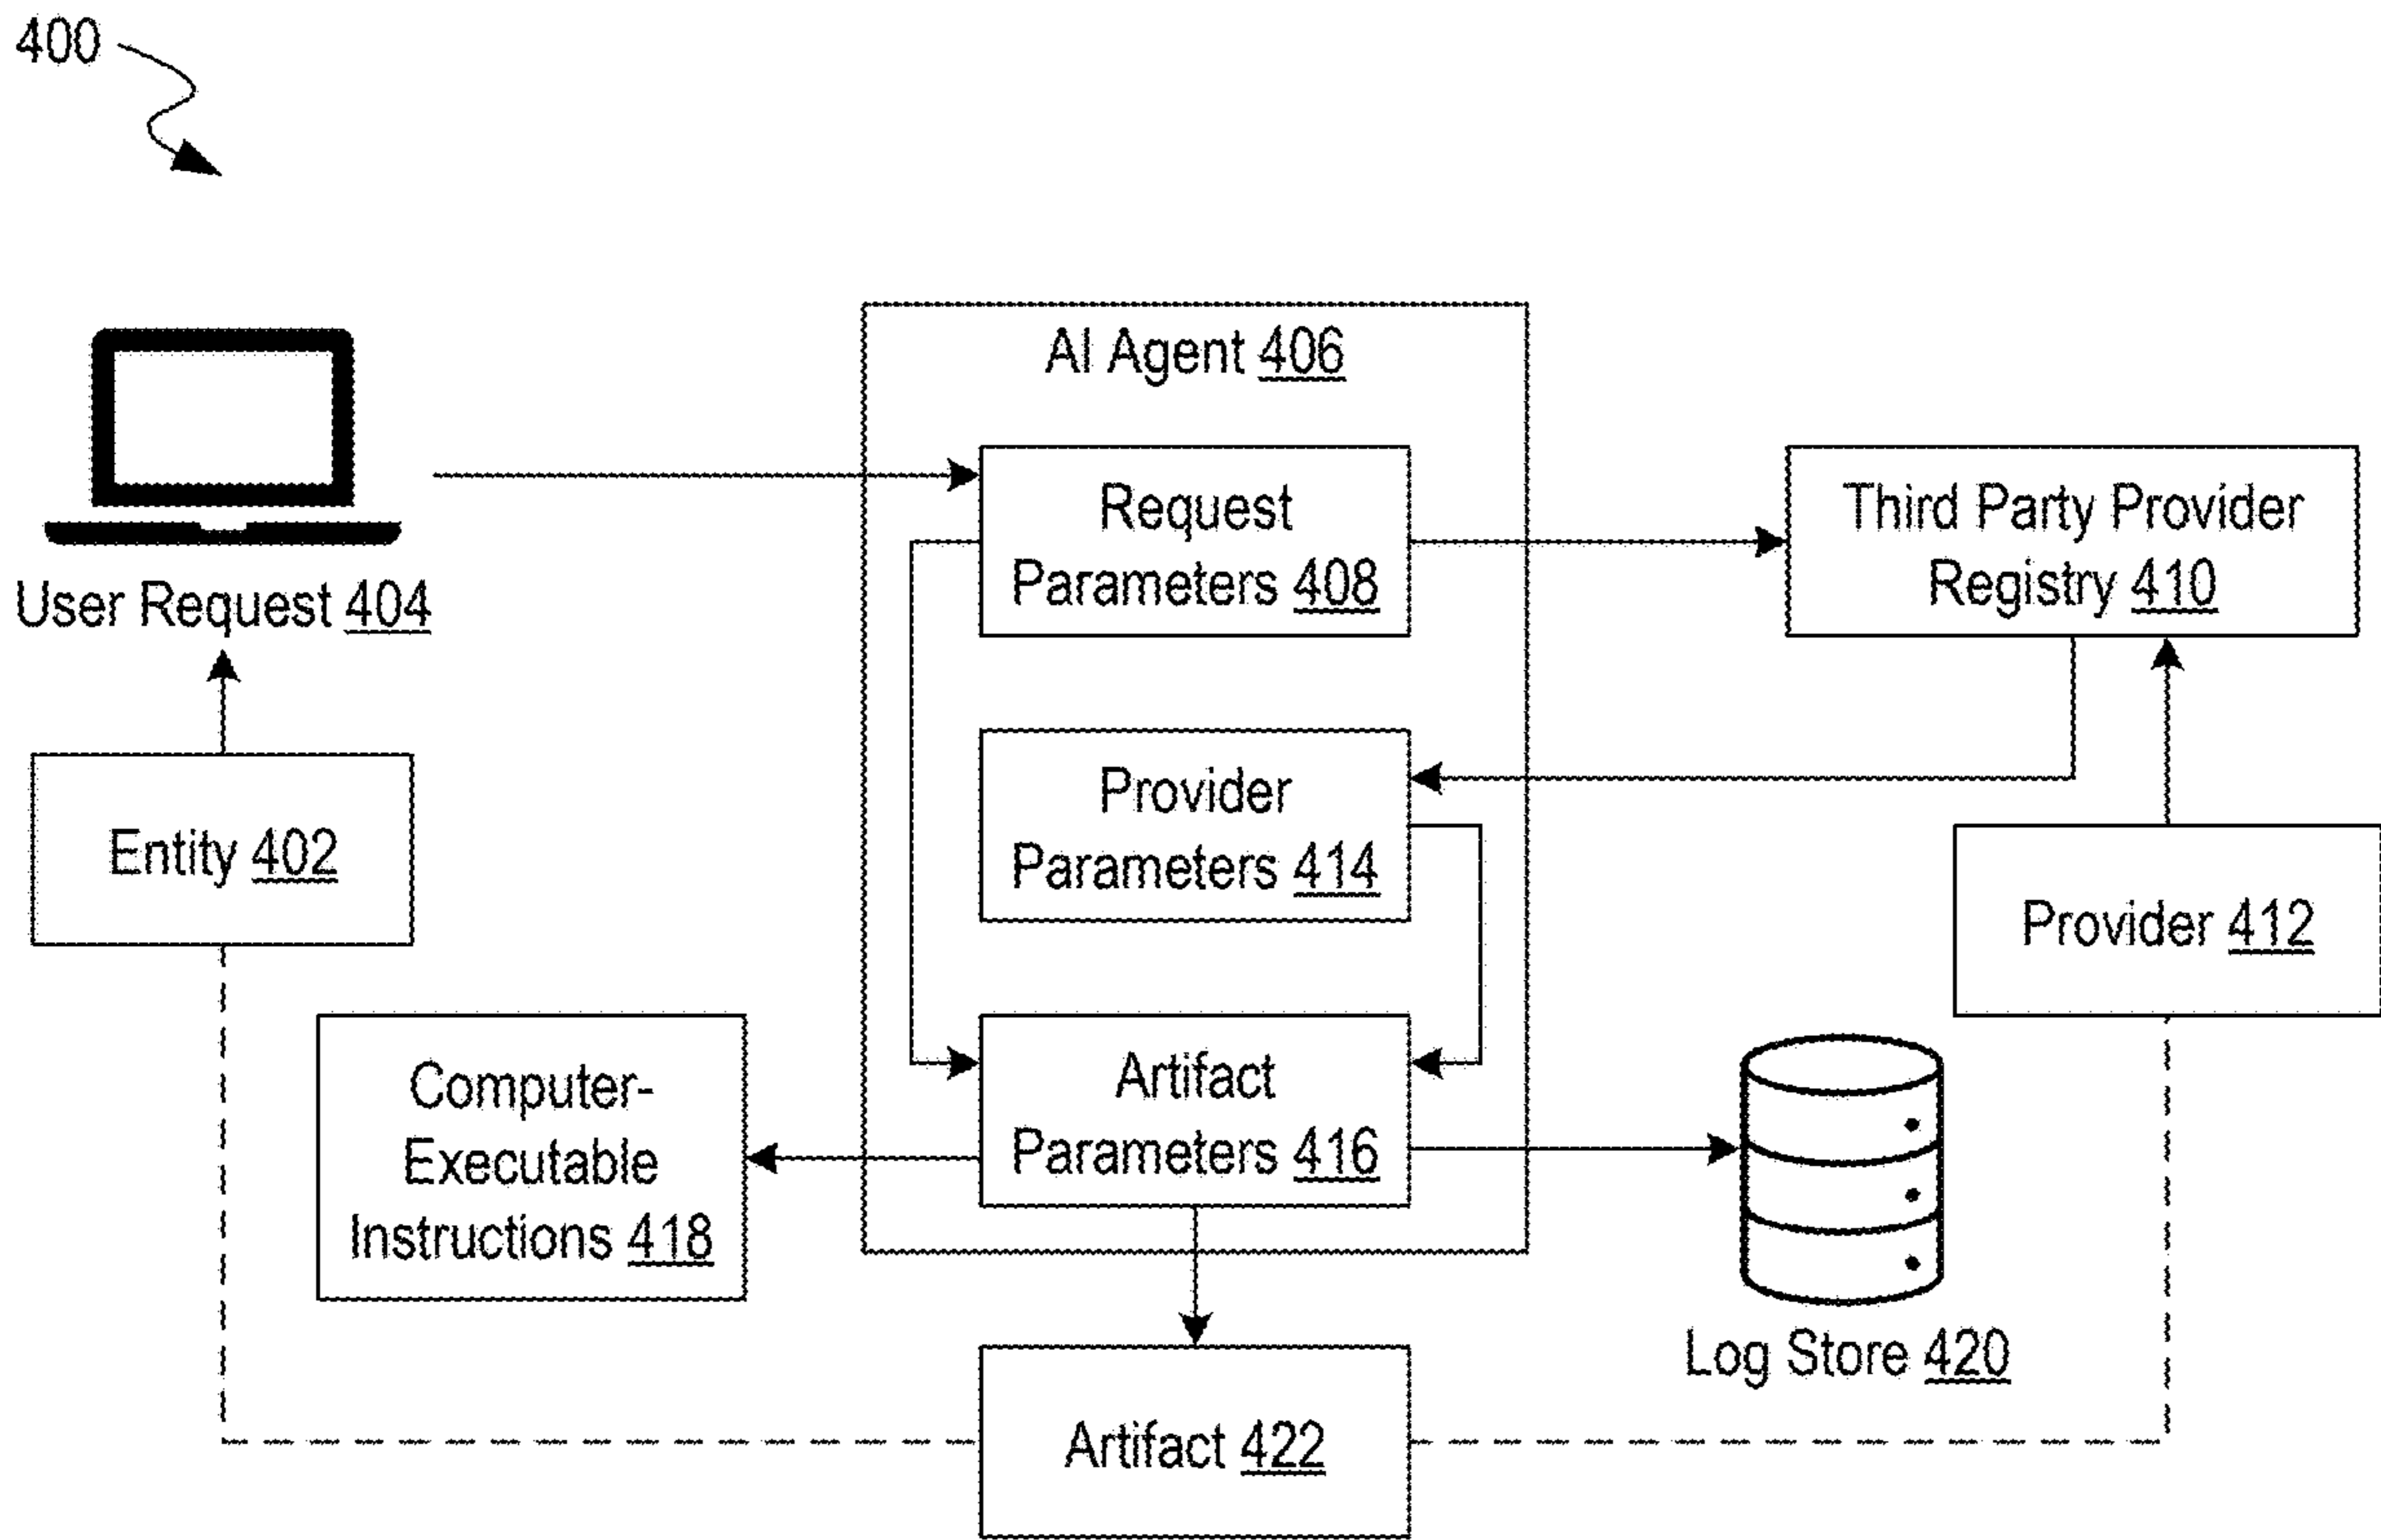 400
AI Agent 406
User Request 404
Request
Parameters 408
Third Party Provider
Registry 410
Entity 402
Provider
Parameters 414
Provider 412
Computer-
Executable
Instructions 418
Artifact
Parameters 416
Log Store 420
Artifact 422